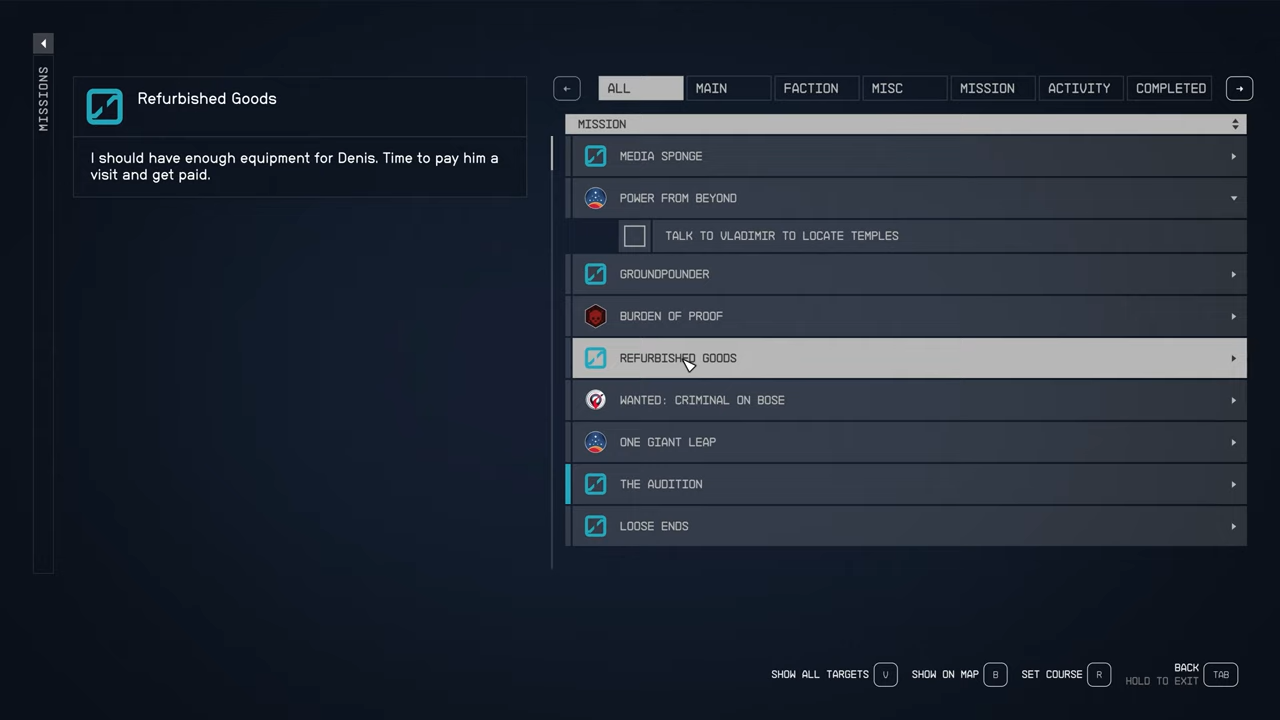 MISSIONS
Refurbished Goods
I should have enough equipment for Denis. Time to pay him a
visit and get paid.
ALL
MAIN
FACTION
MISC
MISSION
ACTIVITY
COMPLETED
MISSION
MEDIA SPONGE
POWER FROM BEYOND
TALK TO VLADIMIR TO LOCATE TEMPLES
GROUNDPOUNDER
BURDEN OF PROOF
REFURBISHED GOODS
WANTED: CRIMINAL ON BOSE
ONE GIANT LEAP
THE AUDITION
LOOSE ENDS
SHOW ALL TARGETS V
SHOW ON MAP B
SET COURSE R
BACK
HOLD TO EXIT
TAB